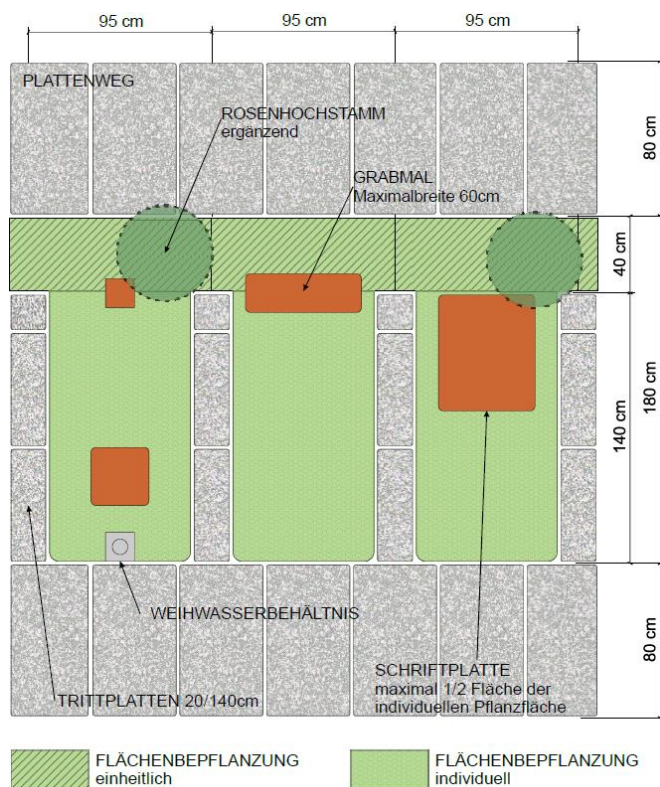 95 cm
95 cm
95 cm
PLATTENWEG
ROSENHOCHSTAMM
ergänzend
GRABMAL
Maximalbreite 60cm
80 cm
40 cm
180 cm
140 cm
80 cm
WEIHWASSERBEHÄLTNIS
SCHRIFTPLATTE
maximal 1/2 Fläche der
individuellen Pflanzfläche
TRITTPLATTEN 20/140cm
FLÄCHENBEPFLANZUNG
einheitlich
FLÄCHENBEPFLANZUNG
individuell